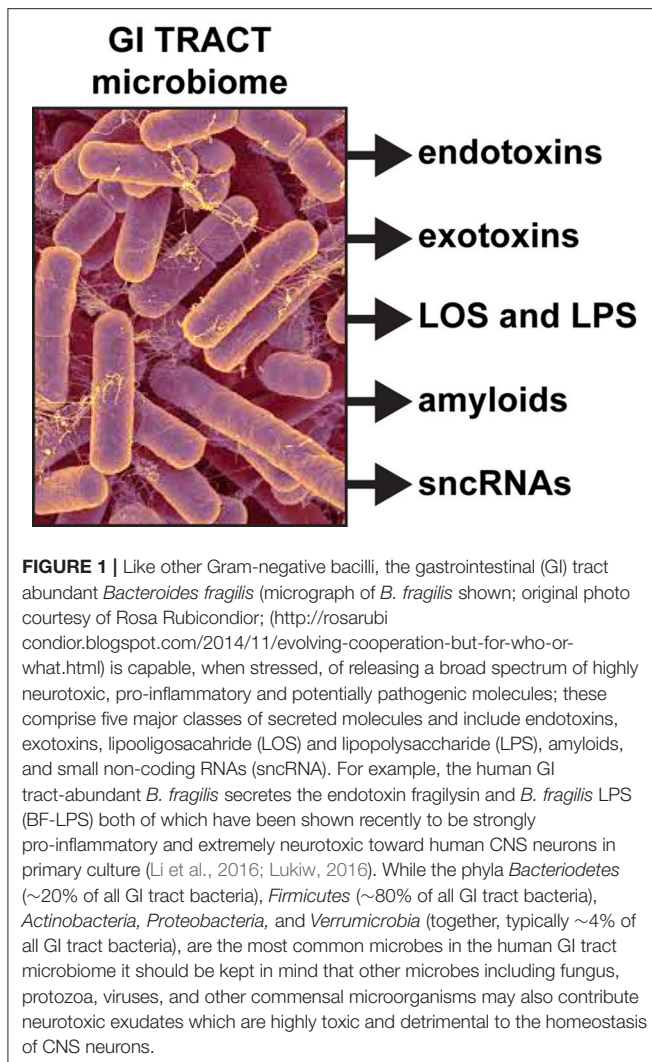 GI TRACT
microbiome
endotoxins
exotoxins
LOS and LPS
amyloids
sncRNAs
FIGURE 1 | Like other Gram-negative bacilli, the gastrointestinal (GI) tract
abundant Bacteroides fragilis (micrograph of B. fragilis shown; original photo
courtesy of Rosa Rubicondior; (http://rosarubi
condior.blogspot.com/2014/11/evolving-cooperation-but-for-who-or-
what.html) is capable, when stressed, of releasing a broad spectrum of highly
neurotoxic, pro-inflammatory and potentially pathogenic molecules; these
comprise five major classes of secreted molecules and include endotoxins,
exotoxins, lipooligosacahride (LOS) and lipopolysaccharide (LPS), amyloids,
and small non-coding RNAs (sncRNA). For example, the human GI
tract-abundant B. fragilis secretes the endotoxin fragilysin and B. fragilis LPS
(BF-LPS) both of which have been shown recently to be strongly
pro-inflammatory and extremely neurotoxic toward human CNS neurons in
primary culture (Li et al., 2016; Lukiw, 2016). While the phyla Bacteriodetes
(~20% of all GI tract bacteria), Firmicutes (~80% of all GI tract bacteria),
Actinobacteria, Proteobacteria, and Verrumicrobia (together, typically ~4% of
all GI tract bacteria), are the most common microbes in the human GI tract
microbiome it should be kept in mind that other microbes including fungus,
protozoa, viruses, and other commensal microorganisms may also contribute
neurotoxic exudates which are highly toxic and detrimental to the homeostasis
of CNS neurons.